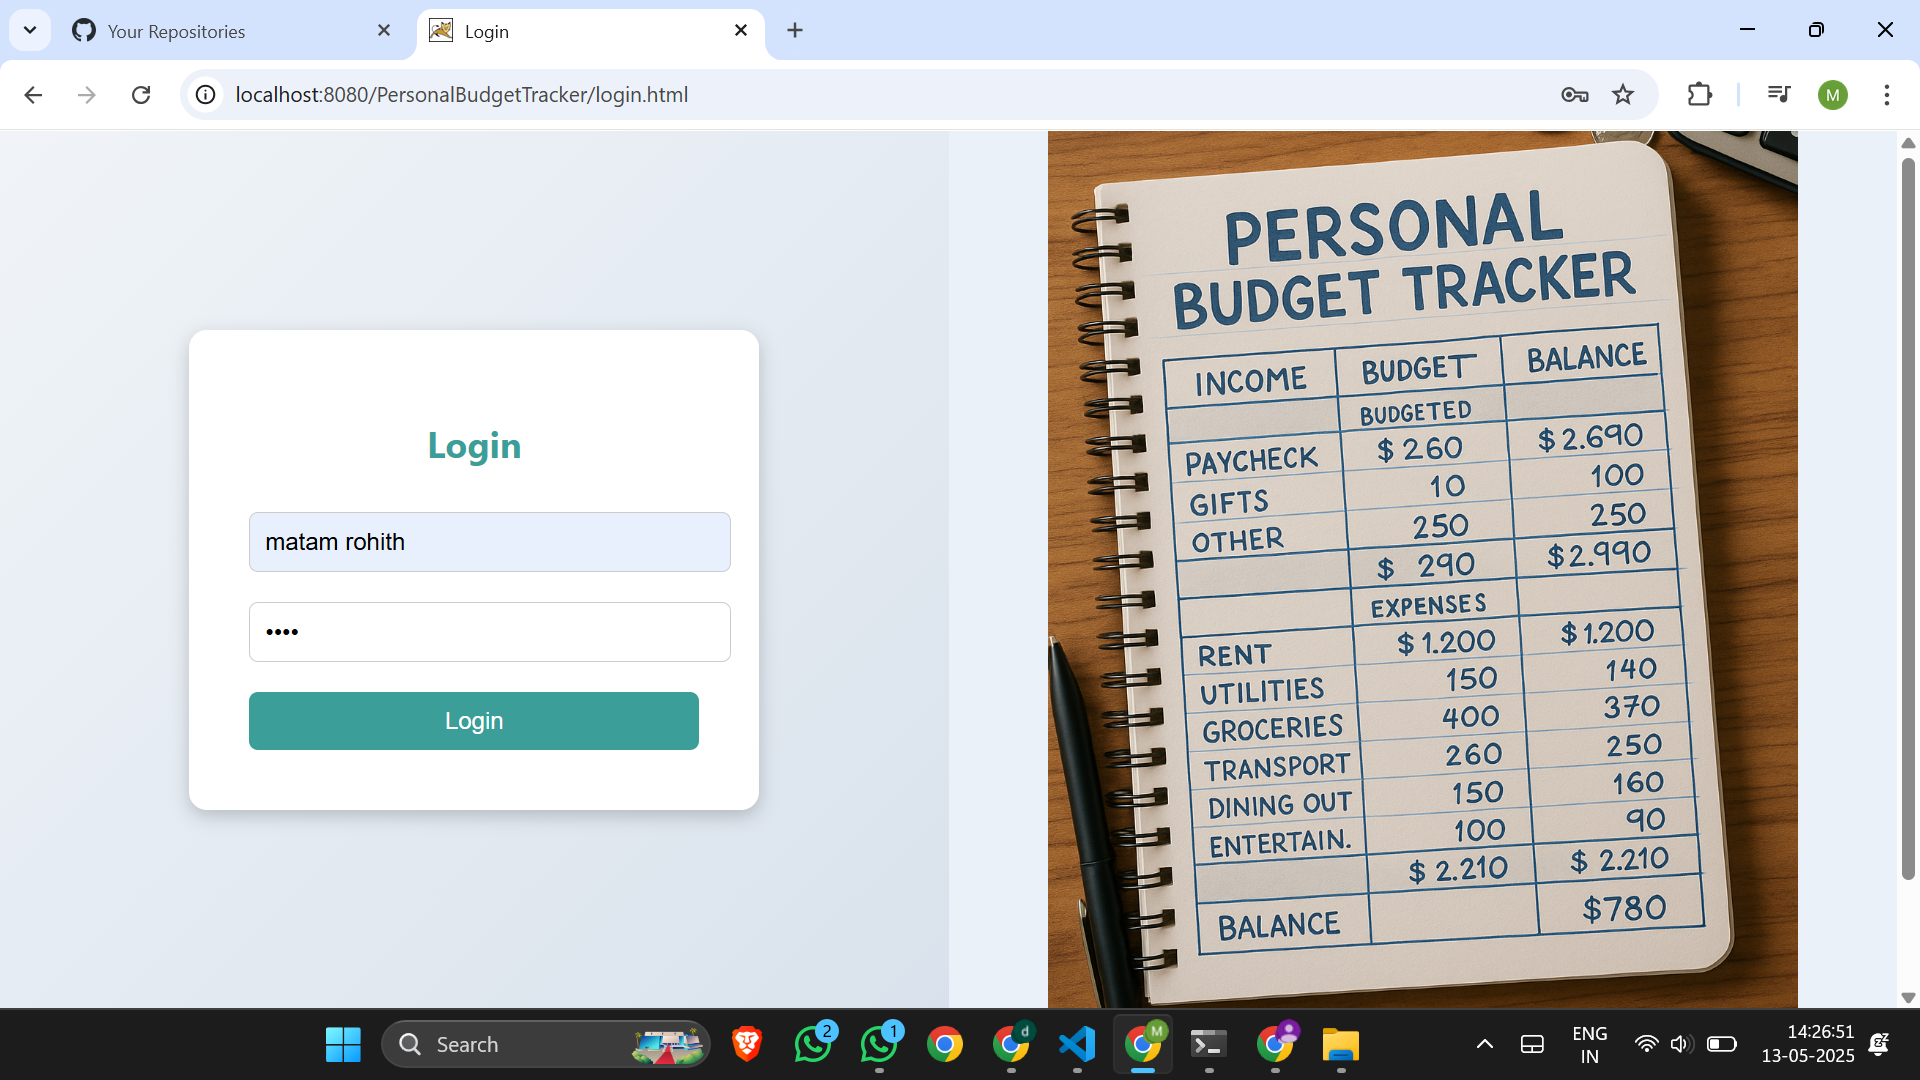 Your Repositories
Login
localhost:8080/PersonalBudgetTracker/login.html
M
Login
matam rohith
••••
Login
PERSONAL
BUDGET TRACKER
INCOME BUDGET BALANCE
BUDGETED
PAYCHECK $ 260 $ 2.690
GIFTS 10 100
OTHER 250 250
$ 290 $2.990
EXPENSES
RENT $ 1.200 $ 1.200
UTILITIES 150 140
GROCERIES 400 370
TRANSPORT 260 250
DINING OUT 150 160
ENTERTAIN. 100 90
$ 2.210 $ 2.210
BALANCE $780
Search
2
1
d
M
ENG
IN
14:26:51
13-05-2025